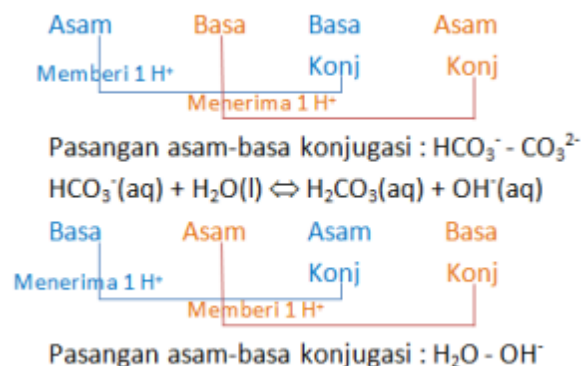 Asam Basa Basa Asam
Memberi 1 H⁺ Konj Konj
Menerima 1 H⁺
Pasangan asam-basa konjugasi : HCO₃⁻ - CO₃²⁻
HCO₃⁻(aq) + H₂O(l) ⇔ H₂CO₃(aq) + OH⁻(aq)
Basa Asam Asam Basa
Menerima 1 H⁺ Konj Konj
Memberi 1 H⁺
Pasangan asam-basa konjugasi : H₂O - OH⁻